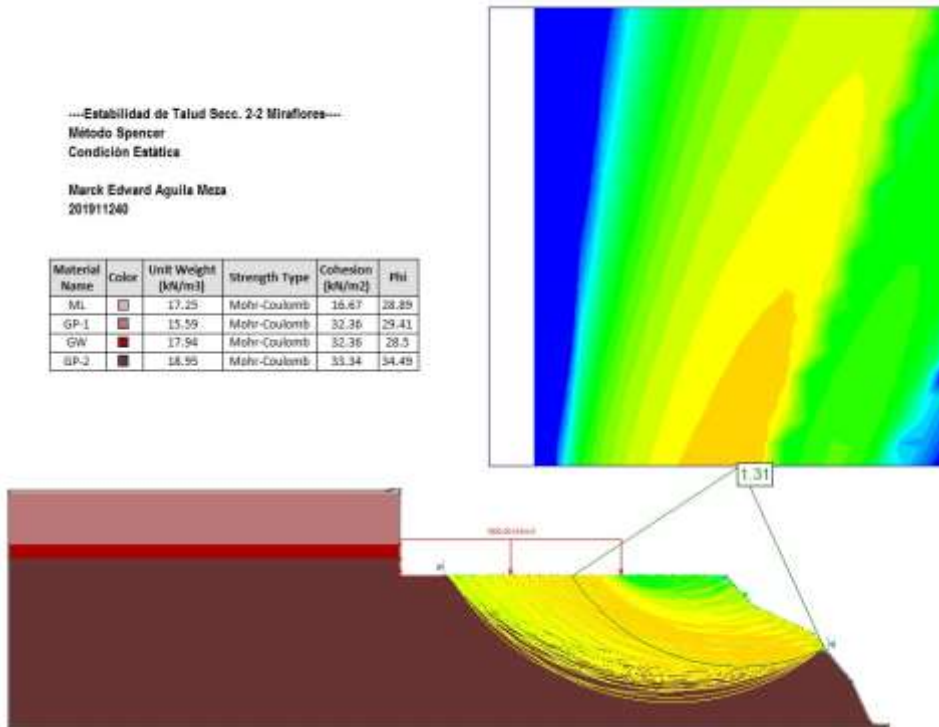 ----Estabilidad de Talud Secc. 2-2 Miraflores----
Método Spencer
Condición Estática
Marck Edward Aguila Meza
201911240
Material Name Color Unit Weight (kN/m3) Strength Type Cohesion (kN/m2) Phi
ML 17.25 Mohr-Coulomb 16.67 28.89
GP-1 15.59 Mohr-Coulomb 32.36 29.41
GW 17.94 Mohr-Coulomb 32.36 28.5
GP-2 18.95 Mohr-Coulomb 33.34 34.49
1.31